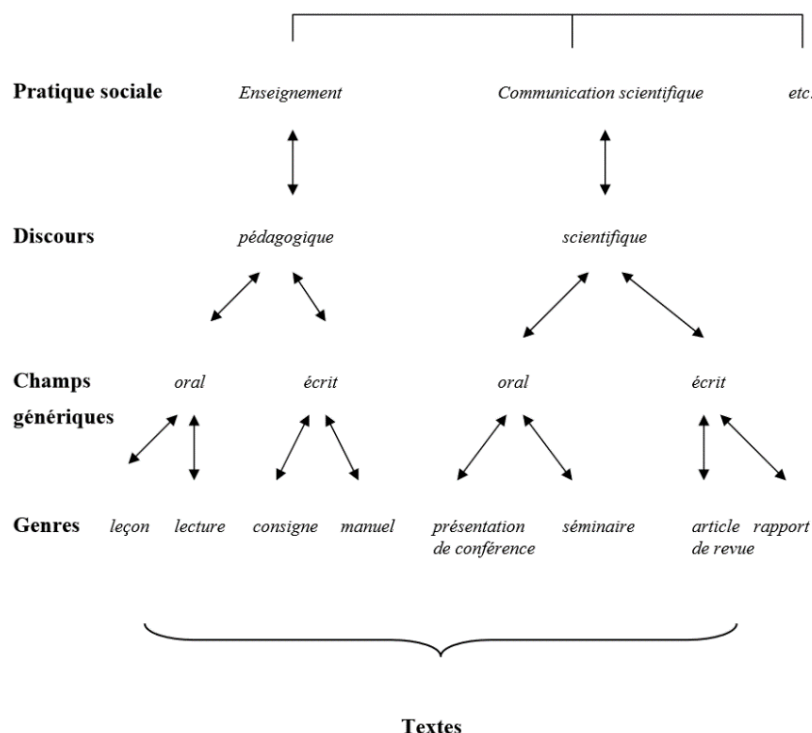 Pratique sociale Enseignement Communication scientifique etc.
Discours pédagogique scientifique
Champs oral écrit oral écrit
génériques
Genres leçon lecture consigne manuel présentation séminaire article rapport
de conférence de revue
Textes